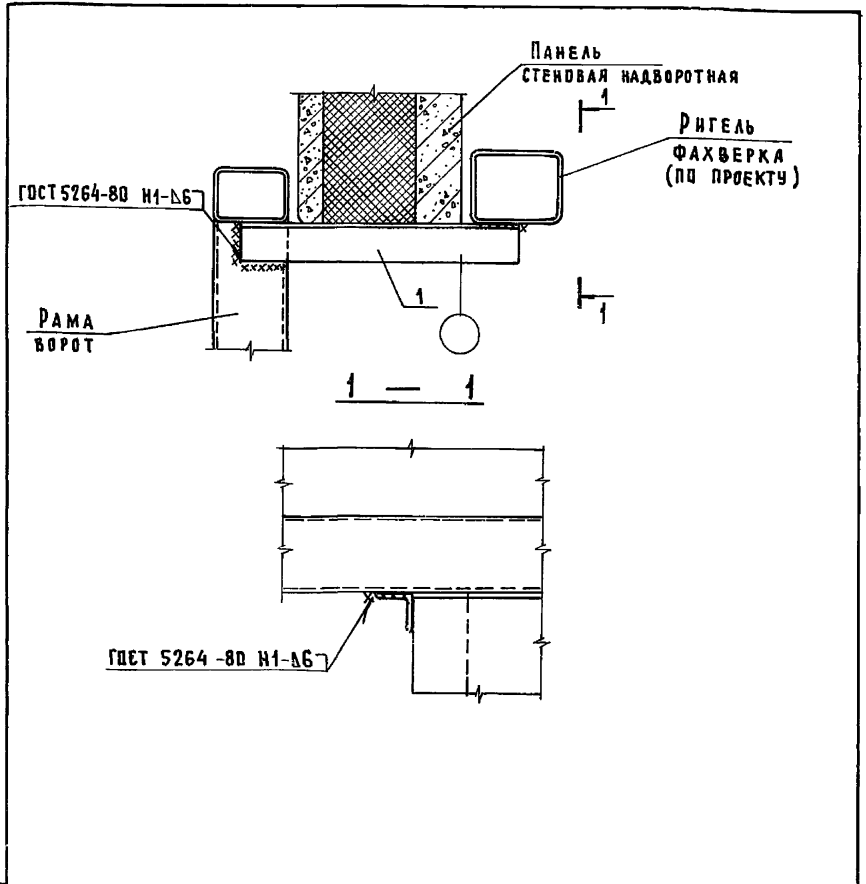 Панель
стеновая надворотная
1
Ригель
фахверка
(по проекту)
ГОСТ 5264-80 Н1-Δ6
1
1
Рама
ворот
1 — 1
ГОСТ 5264-80 Н1-Δ6